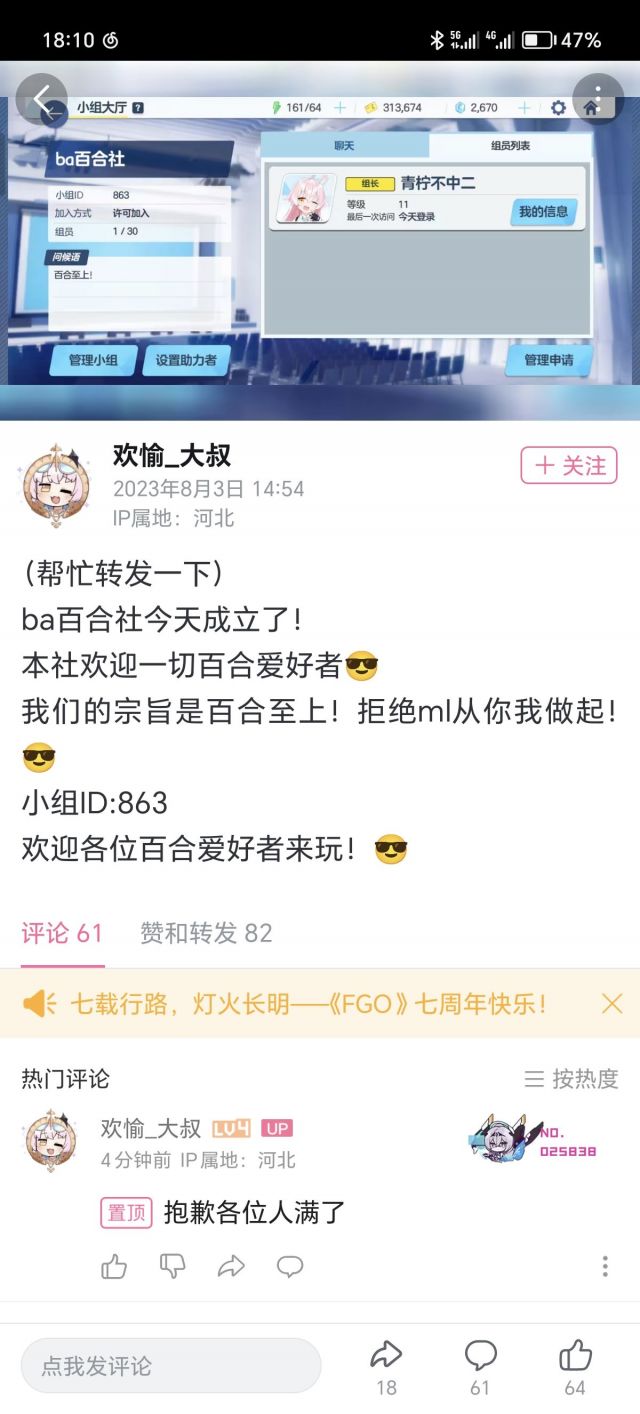 18:10
5G
4G
47%
小组大厅 ?
161/64
313,674
2,670
ba百合社
小组ID 863
加入方式 许可加入
组员 1 / 30
问候语
百合至上!
管理小组
设置助力者
聊天
组员列表
组长 青柠不中二
等级 11
最后一次访问 今天登录
我的信息
管理申请
欢愉_大叔
2023年8月3日 14:54
IP属地：河北
+ 关注
（帮忙转发一下）
ba百合社今天成立了！
本社欢迎一切百合爱好者😎
我们的宗旨是百合至上！拒绝ml从你我做起！
😎
小组ID:863
欢迎各位百合爱好者来玩！😎
评论 61
赞和转发 82
七载行路，灯火长明——《FGO》七周年快乐！
热门评论
按热度
欢愉_大叔 LV4 UP
4分钟前 IP属地：河北
NO.
025838
置顶 抱歉各位人满了
点我发评论
18
61
64